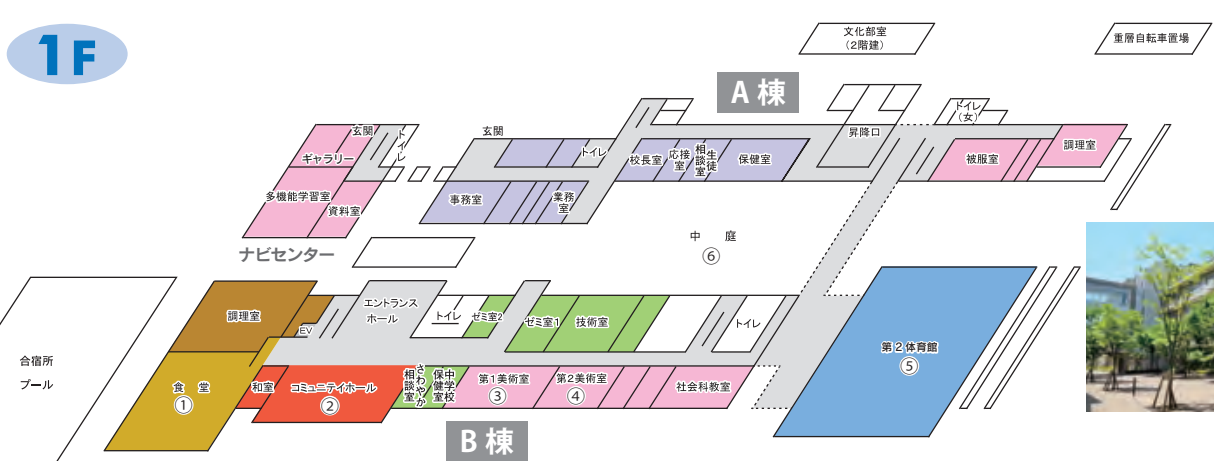 1F
文化部室
(2階建)
重層自転車置場
A棟
玄関
トイレ
ギャラリー
多機能学習室
資料室
ナビセンター
玄関
トイレ
事務室
業務室
校長室
応接室
生徒相談室
保健室
昇降口
トイレ
(女)
被服室
調理室
中庭
⑥
合宿所
プール
調理室
EV
エントランス
ホール
トイレ
ゼミ室2
ゼミ室1
技術室
トイレ
食堂
①
和室
コミュニテイホール
②
さわやか相談室
中学校保健室
第1美術室
③
第2美術室
④
社会科教室
第2体育館
⑤
B棟